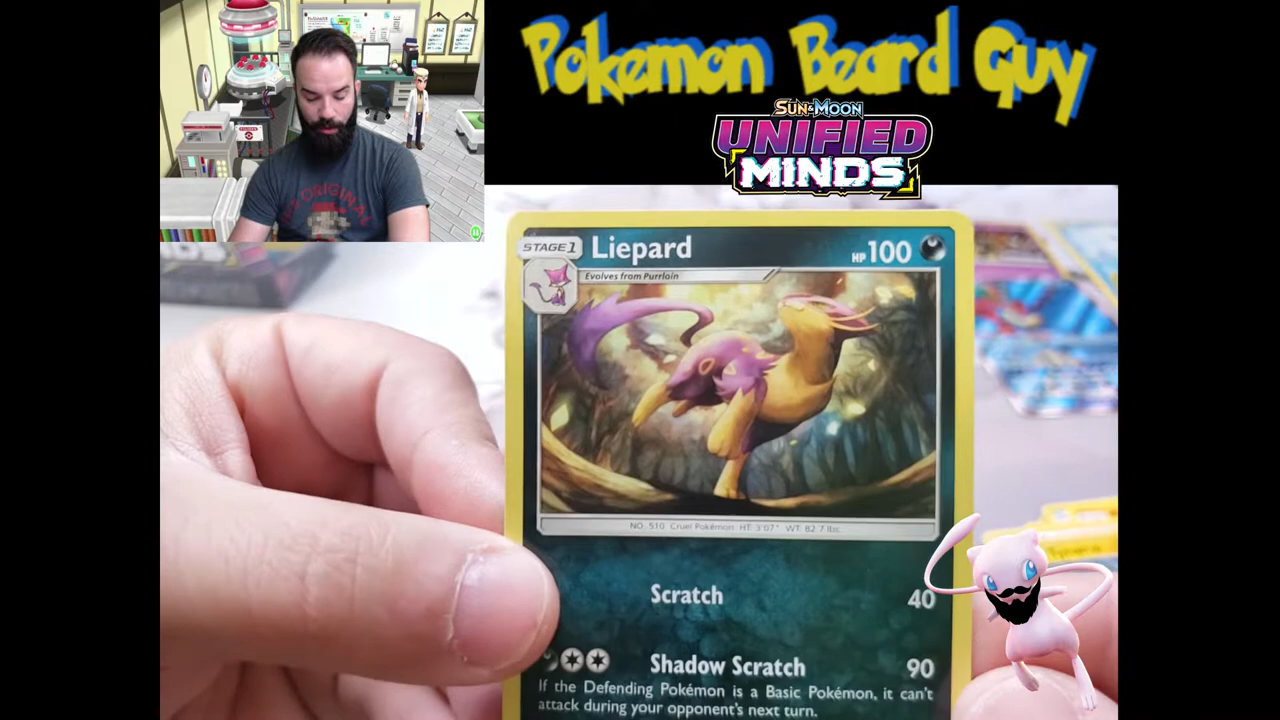 Pokemon Beard Guy
SUN & MOON
UNIFIED
MINDS
ORIGINAL
STAGE 1
Liepard
HP 100
Evolves from Purrloin
NO. 510 Cruel Pokémon HT: 3'07" WT: 82.7 lbs.
Scratch
40
Shadow Scratch
90
If the Defending Pokémon is a Basic Pokémon, it can't
attack during your opponent's next turn.